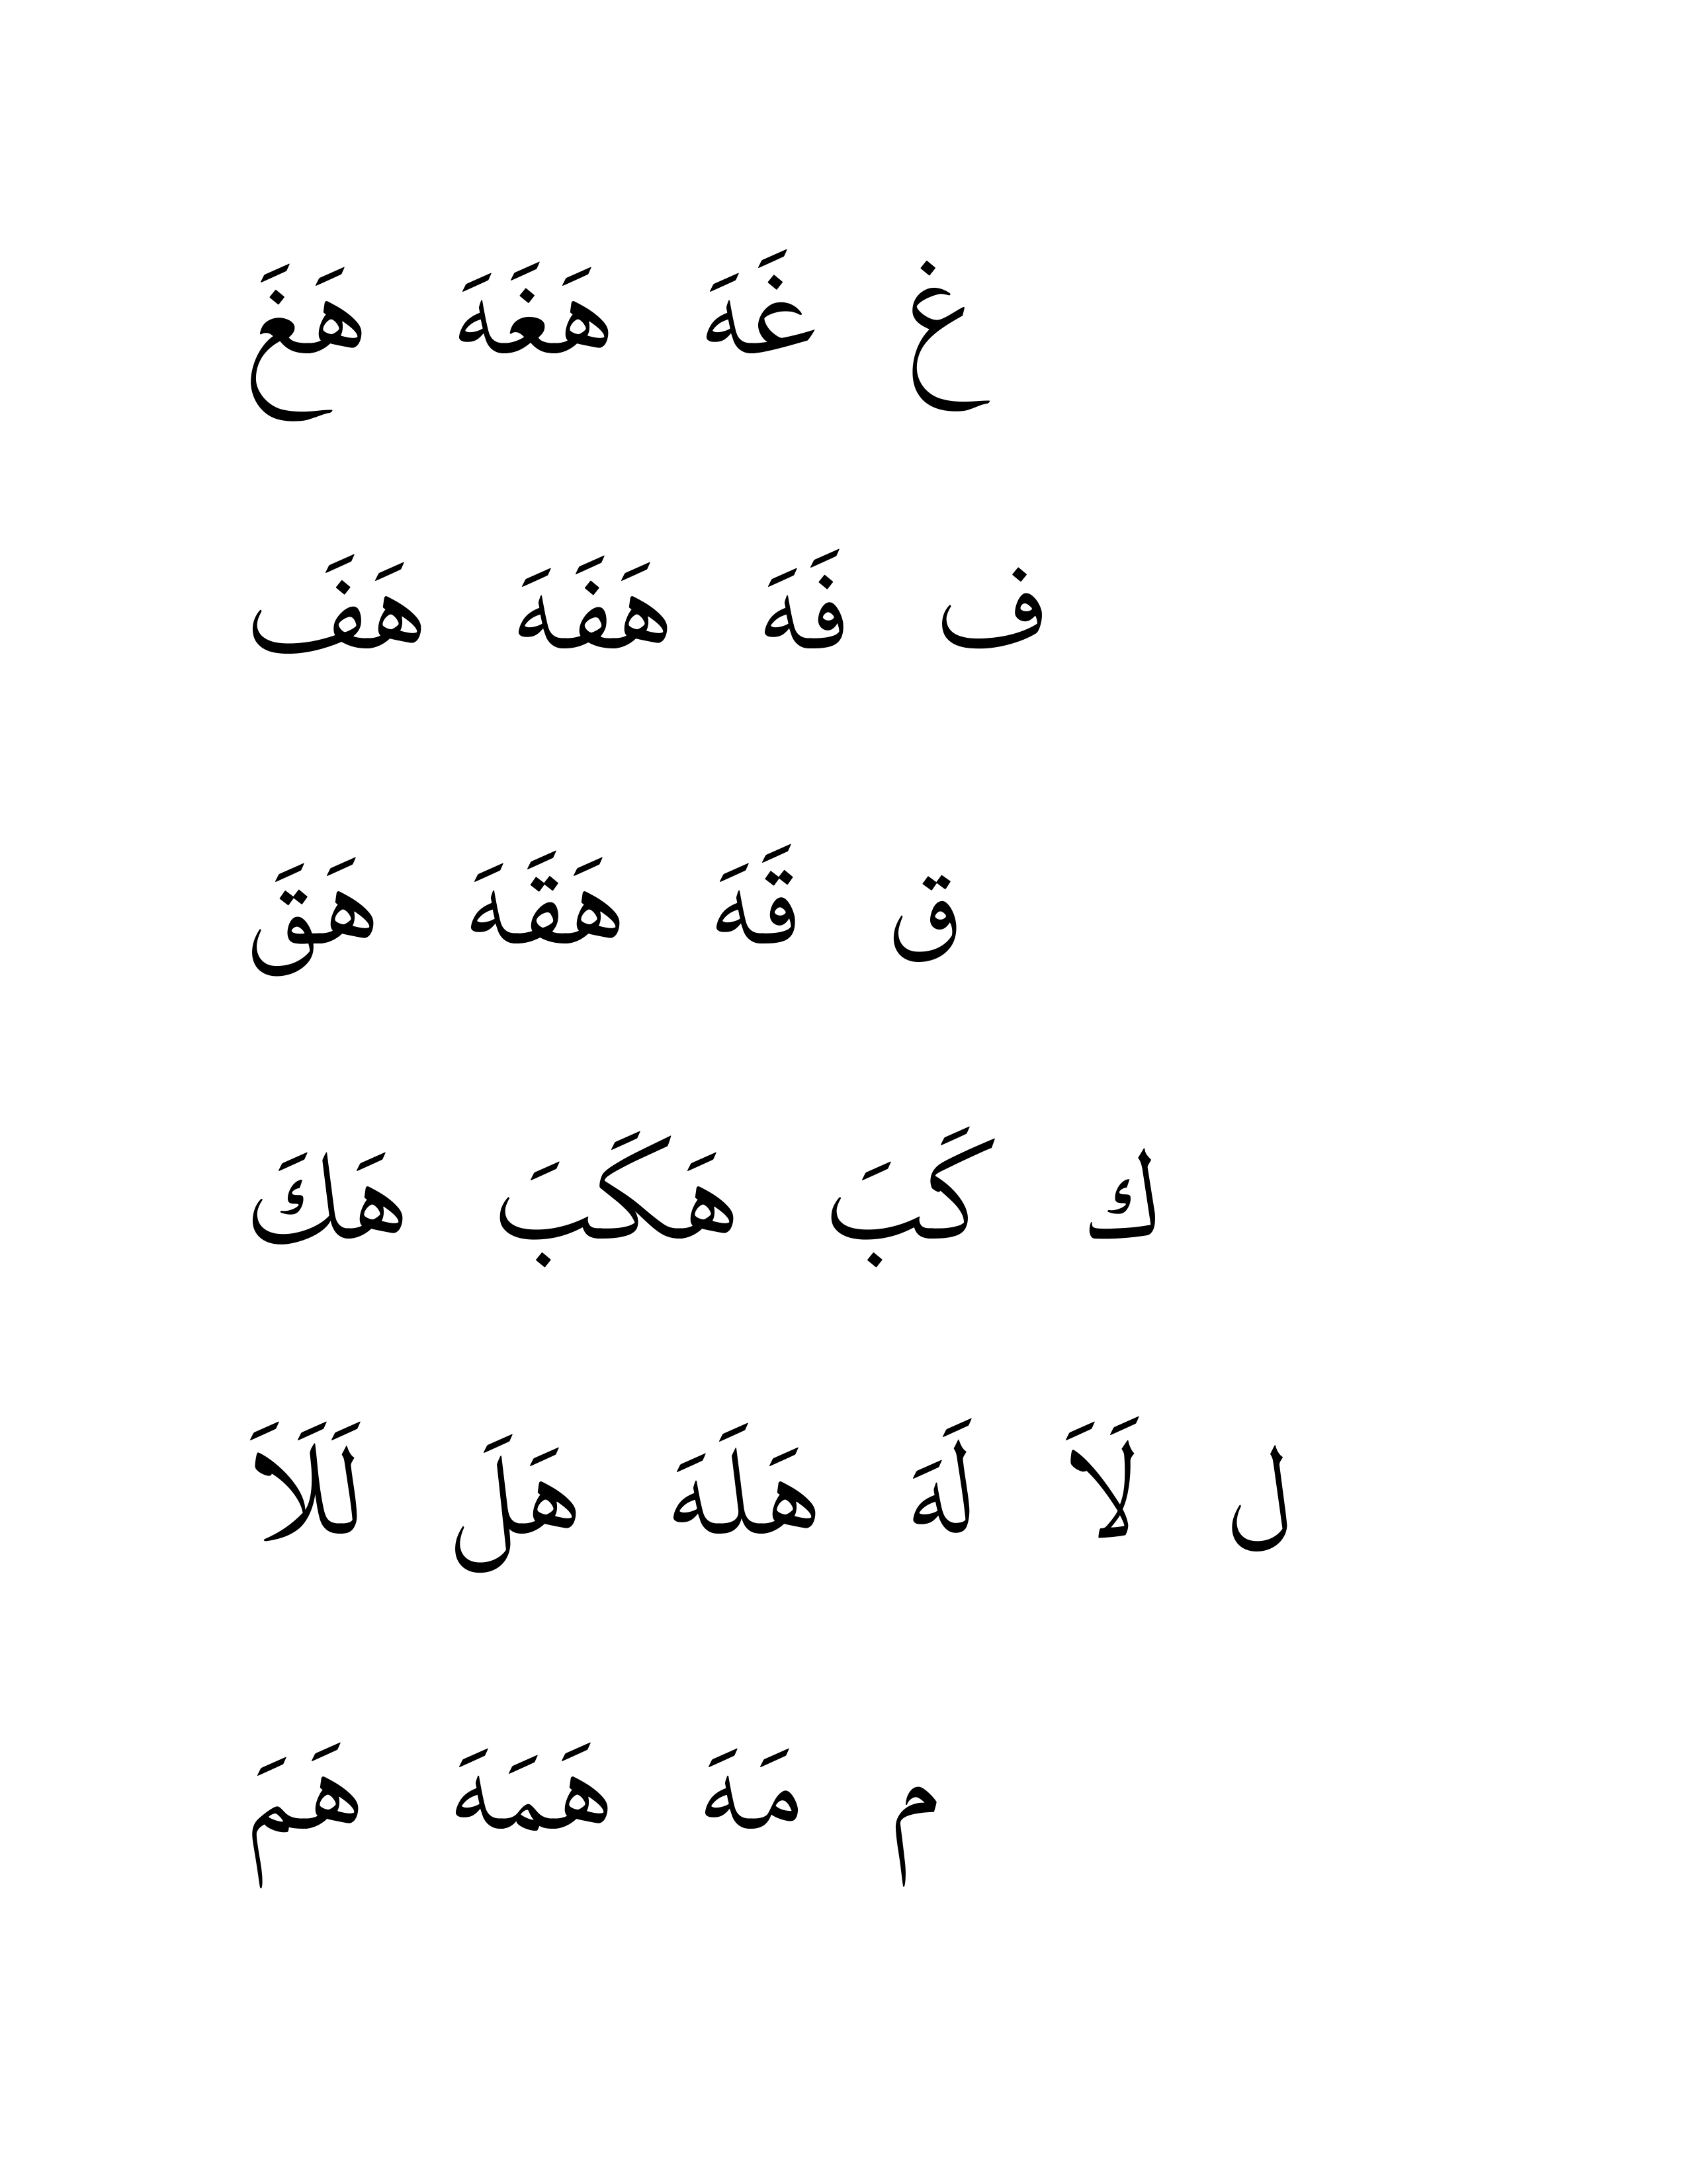 غ غَهَ هَغَهَ هَغَ
ف فَهَ هَفَهَ هَفَ
ق قَهَ هَقَهَ هَقَ
ك كَبَ هَكَبَ هَكَ
ل لَاَ لَهَ هَلَهَ هَلَ لَلَاَ
م مَهَ هَمَهَ هَمَ